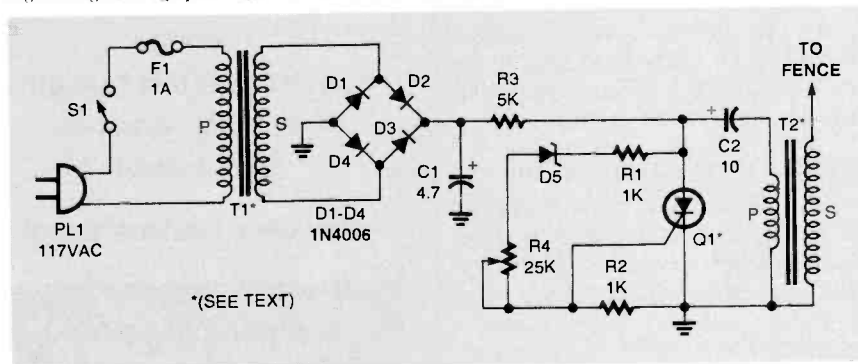 F1
1A
S1
PL1
117VAC
P
S
T1*
D1
D2
D3
D4
D1-D4
1N4006
C1
4.7
+
R3
5K
D5
R1
1K
R4
25K
R2
1K
Q1*
+
C2
10
T2*
P
S
TO
FENCE
*(SEE TEXT)